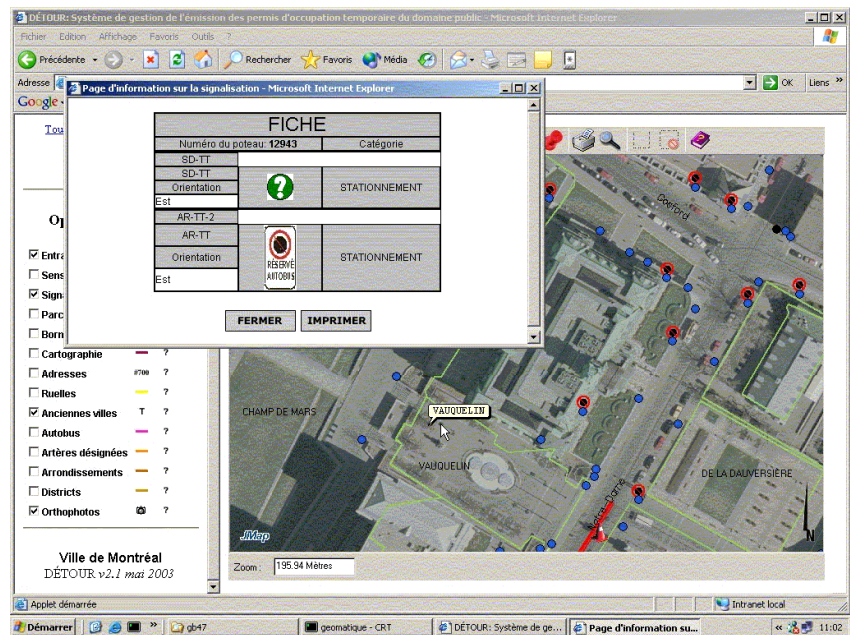 DÉTOUR: Système de gestion de l'émission des permis d'occupation temporaire du domaine public - Microsoft Internet Explorer
Fichier Edition Affichage Favoris Outils ?
Précédente Rechercher Favoris Média
Adresse OK Liens »
Google
Page d'information sur la signalisation - Microsoft Internet Explorer
FICHE
Numéro du poteau: 12943 Catégorie
SD-TT
SD-TT
Orientation STATIONNEMENT
Est
AR-TT-2
AR-TT
Orientation STATIONNEMENT
RÉSERVÉ
AUTOBUS
Est
FERMER IMPRIMER
Tou
Op
Entra
Sens
Sign
Parc
Born
Cartographie ?
Adresses #700 ?
Ruelles ?
Anciennes villes T ?
Autobus ?
Artères désignées ?
Arrondissements ?
Districts ?
Orthophotos ?
Ville de Montréal
DÉTOUR v2.1 mai 2003
Gosford
CHAMP DE MARS
VAUQUELIN
VAUQUELIN
DE LA DAUVERSIÈRE
Notre-Dame
N
JMap
Zoom : 195.94 Mètres
Applet démarrée Intranet local
Démarrer » gb47 geomatique - CRT DÉTOUR: Système de ge... Page d'information su... « 11:02